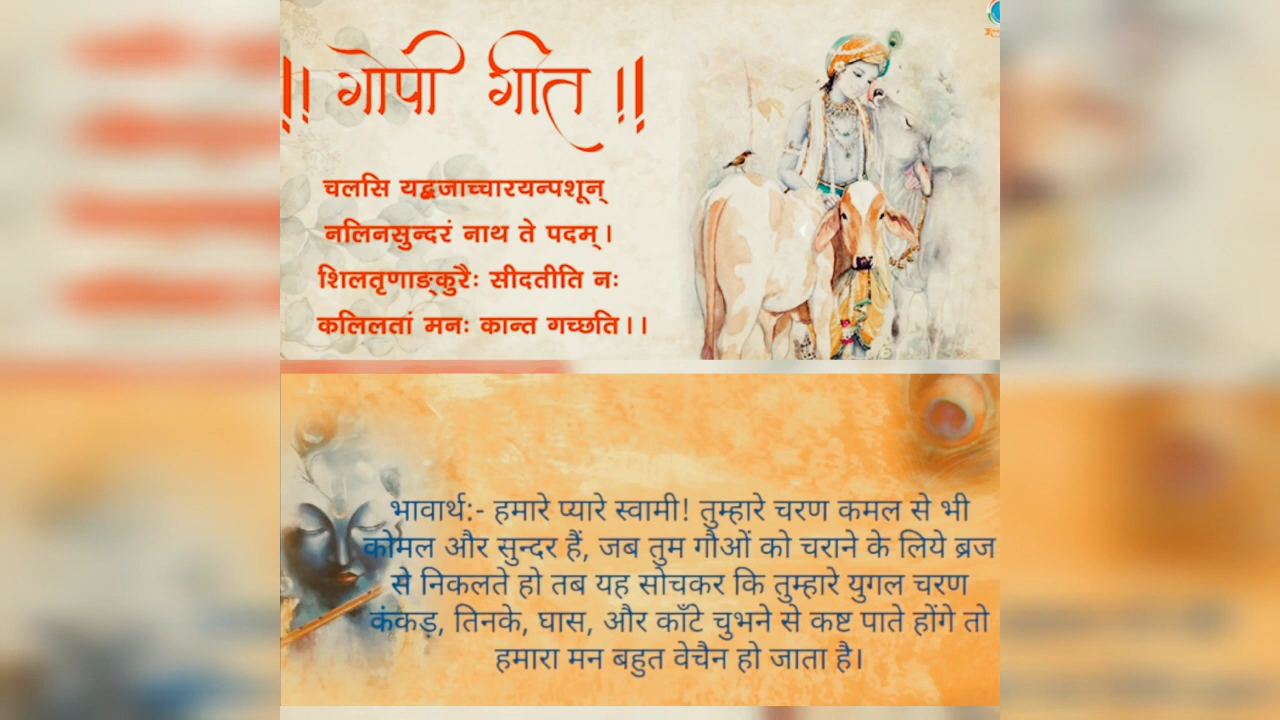 ॥ गोपी गीत ॥
चलसि यद्व्रजाच्चारयन्पशून्
नलिनसुन्दरं नाथ ते पदम्।
शिलतृणाङ्कुरैः सीदतीति नः
कलिलतां मनः कान्त गच्छति।।
भावार्थ:- हमारे प्यारे स्वामी! तुम्हारे चरण कमल से भी
कोमल और सुन्दर हैं, जब तुम गौओं को चराने के लिये ब्रज
से निकलते हो तब यह सोचकर कि तुम्हारे युगल चरण
कंकड़, तिनके, घास, और काँटे चुभने से कष्ट पाते होंगे तो
हमारा मन बहुत वेचैन हो जाता है।